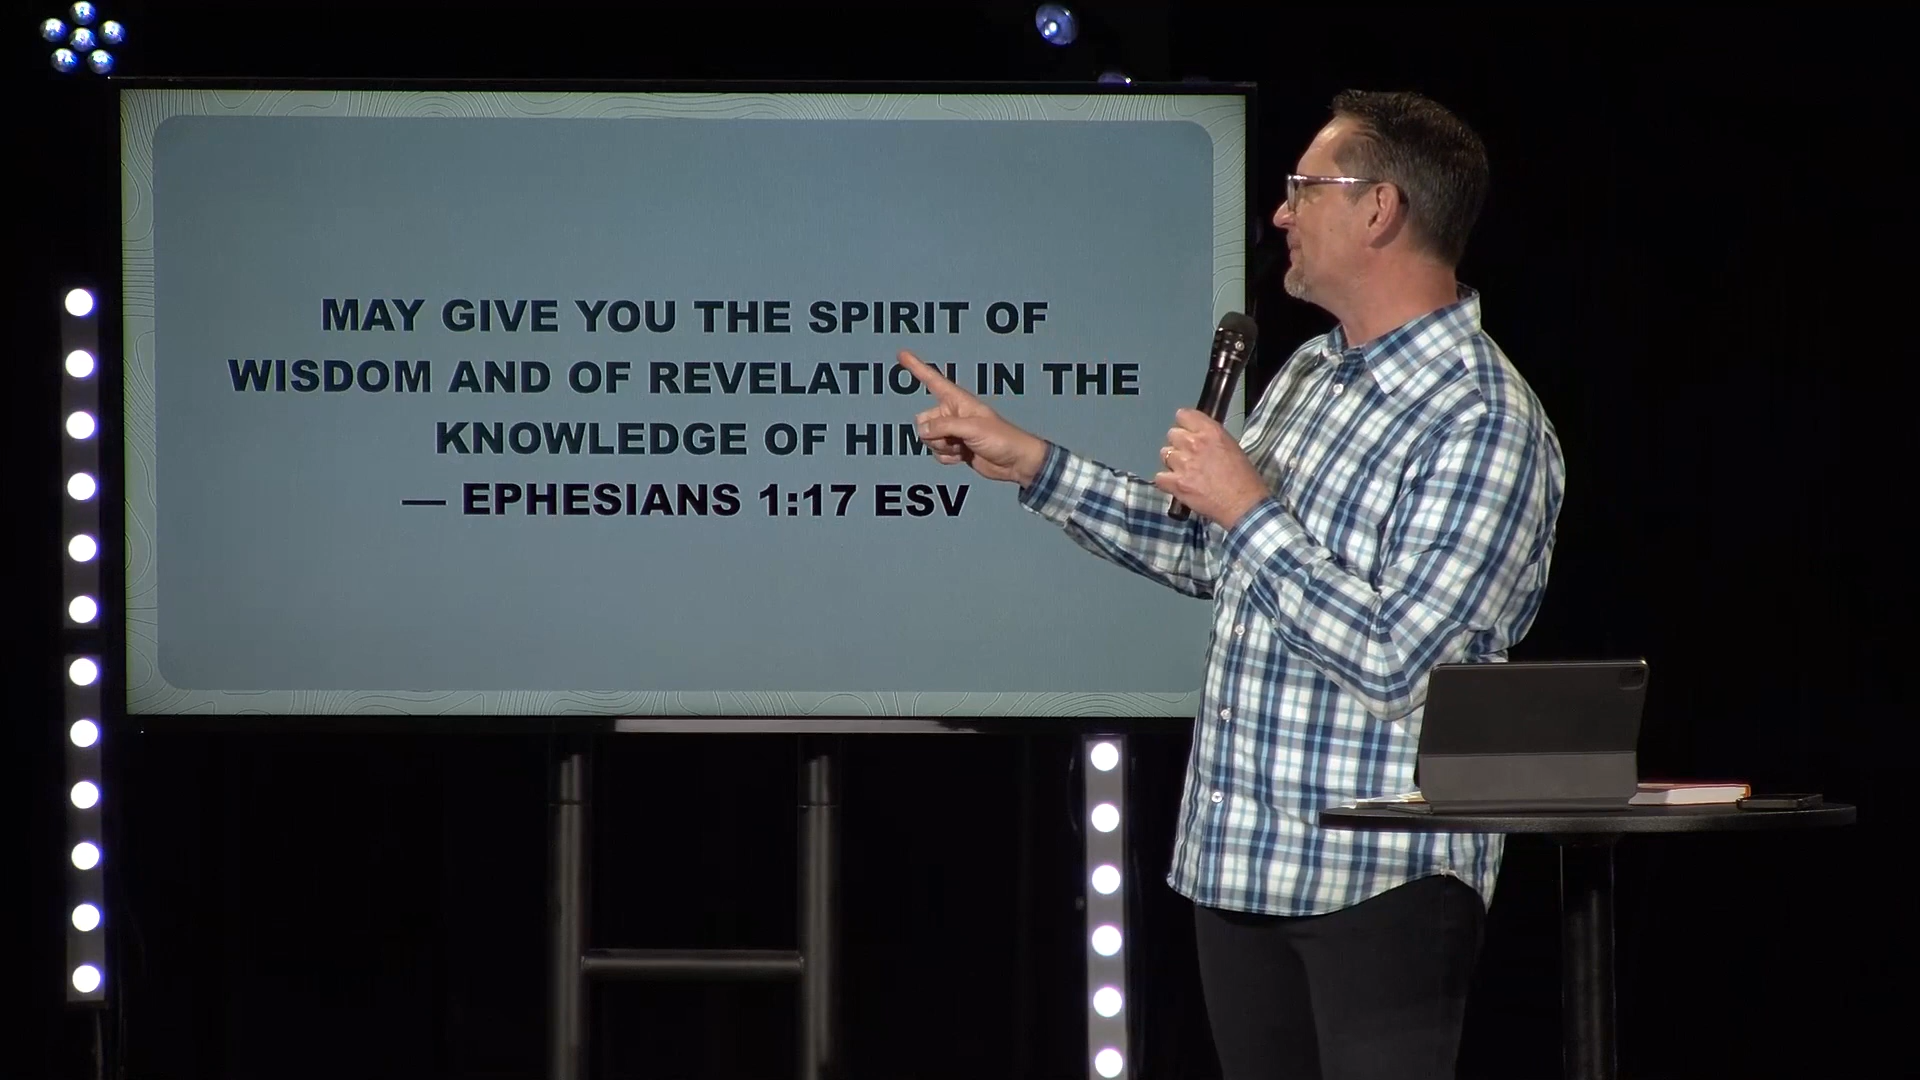 MAY GIVE YOU THE SPIRIT OF
WISDOM AND OF REVELATION IN THE
KNOWLEDGE OF HIM
— EPHESIANS 1:17 ESV